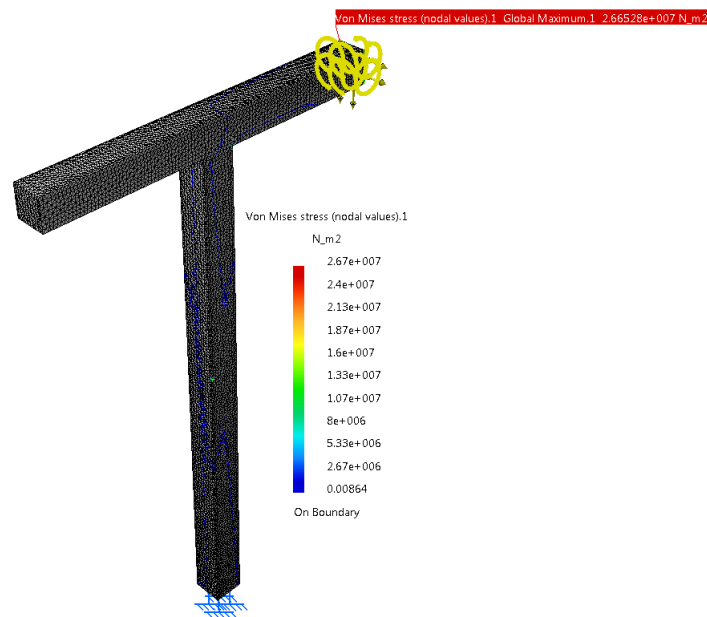 Von Mises stress (nodal values).1 Global Maximum.1 2.66528e+007 N_m2
Von Mises stress (nodal values).1
N_m2
2.67e+007
2.4e+007
2.13e+007
1.87e+007
1.6e+007
1.33e+007
1.07e+007
8e+006
5.33e+006
2.67e+006
0.00864
On Boundary